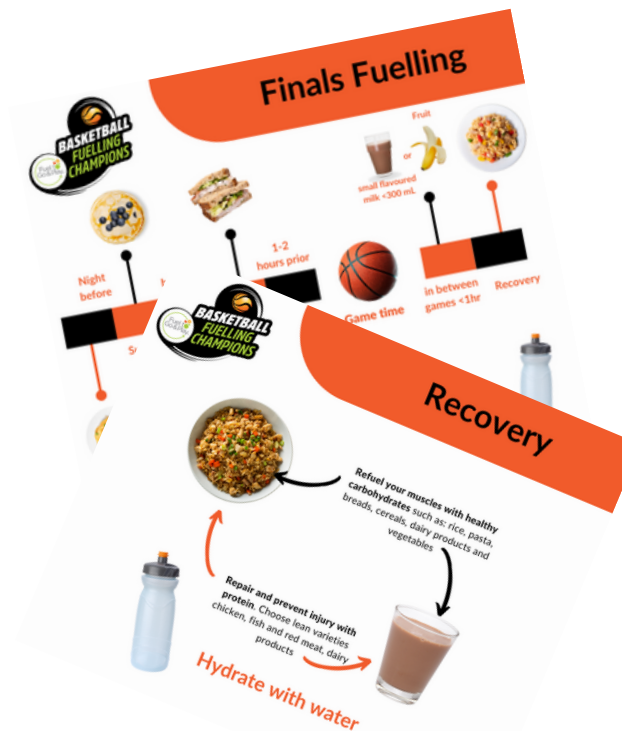 Finals Fuelling
BASKETBALL
FUELLING
CHAMPIONS
Fruit
or
small flavoured
milk <300 mL
1-2
hours prior
Night
before
Game time
in between
games <1hr
Recovery
BASKETBALL
FUELLING
CHAMPIONS
Recovery
Refuel your muscles with healthy
carbohydrates such as: rice, pasta,
breads, cereals, dairy products and
vegetables
Repair and prevent injury with
protein. Choose lean varieties
chicken, fish and red meat, dairy
products
Hydrate with water